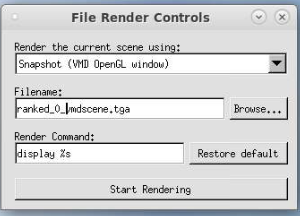 File Render Controls
Render the current scene using:
Snapshot (VMD OpenGL window)
Filename:
ranked_0_vmdscene.tga Browse...
Render Command:
display %s Restore default
Start Rendering